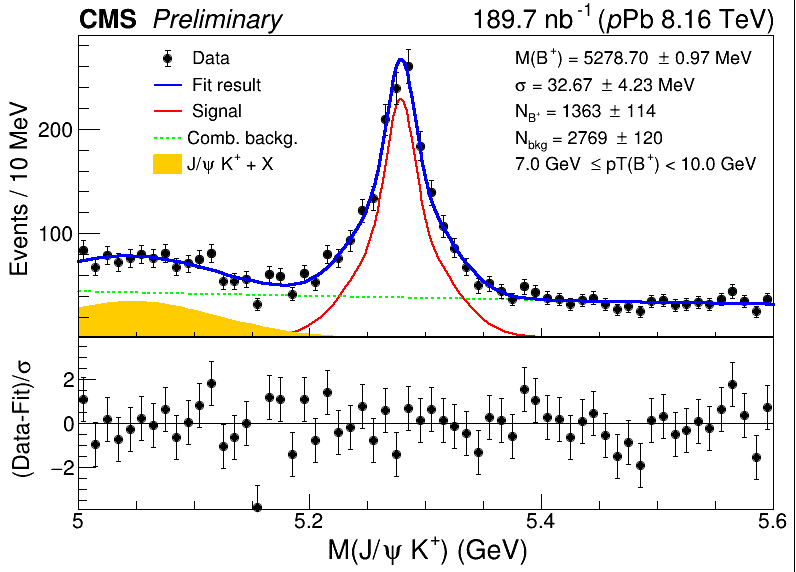 CMS Preliminary 189.7 nb⁻¹ (pPb 8.16 TeV)
Data
Fit result
Signal
Comb. backg.
J/ψ K⁺ + X
M(B⁺) = 5278.70 ± 0.97 MeV
σ = 32.67 ± 4.23 MeV
N_B⁺ = 1363 ± 114
N_bkg = 2769 ± 120
7.0 GeV ≤ pT(B⁺) < 10.0 GeV
Events / 10 MeV
200
100
(Data-Fit)/σ
2
0
−2
5 5.2 5.4 5.6
M(J/ψ K⁺) (GeV)